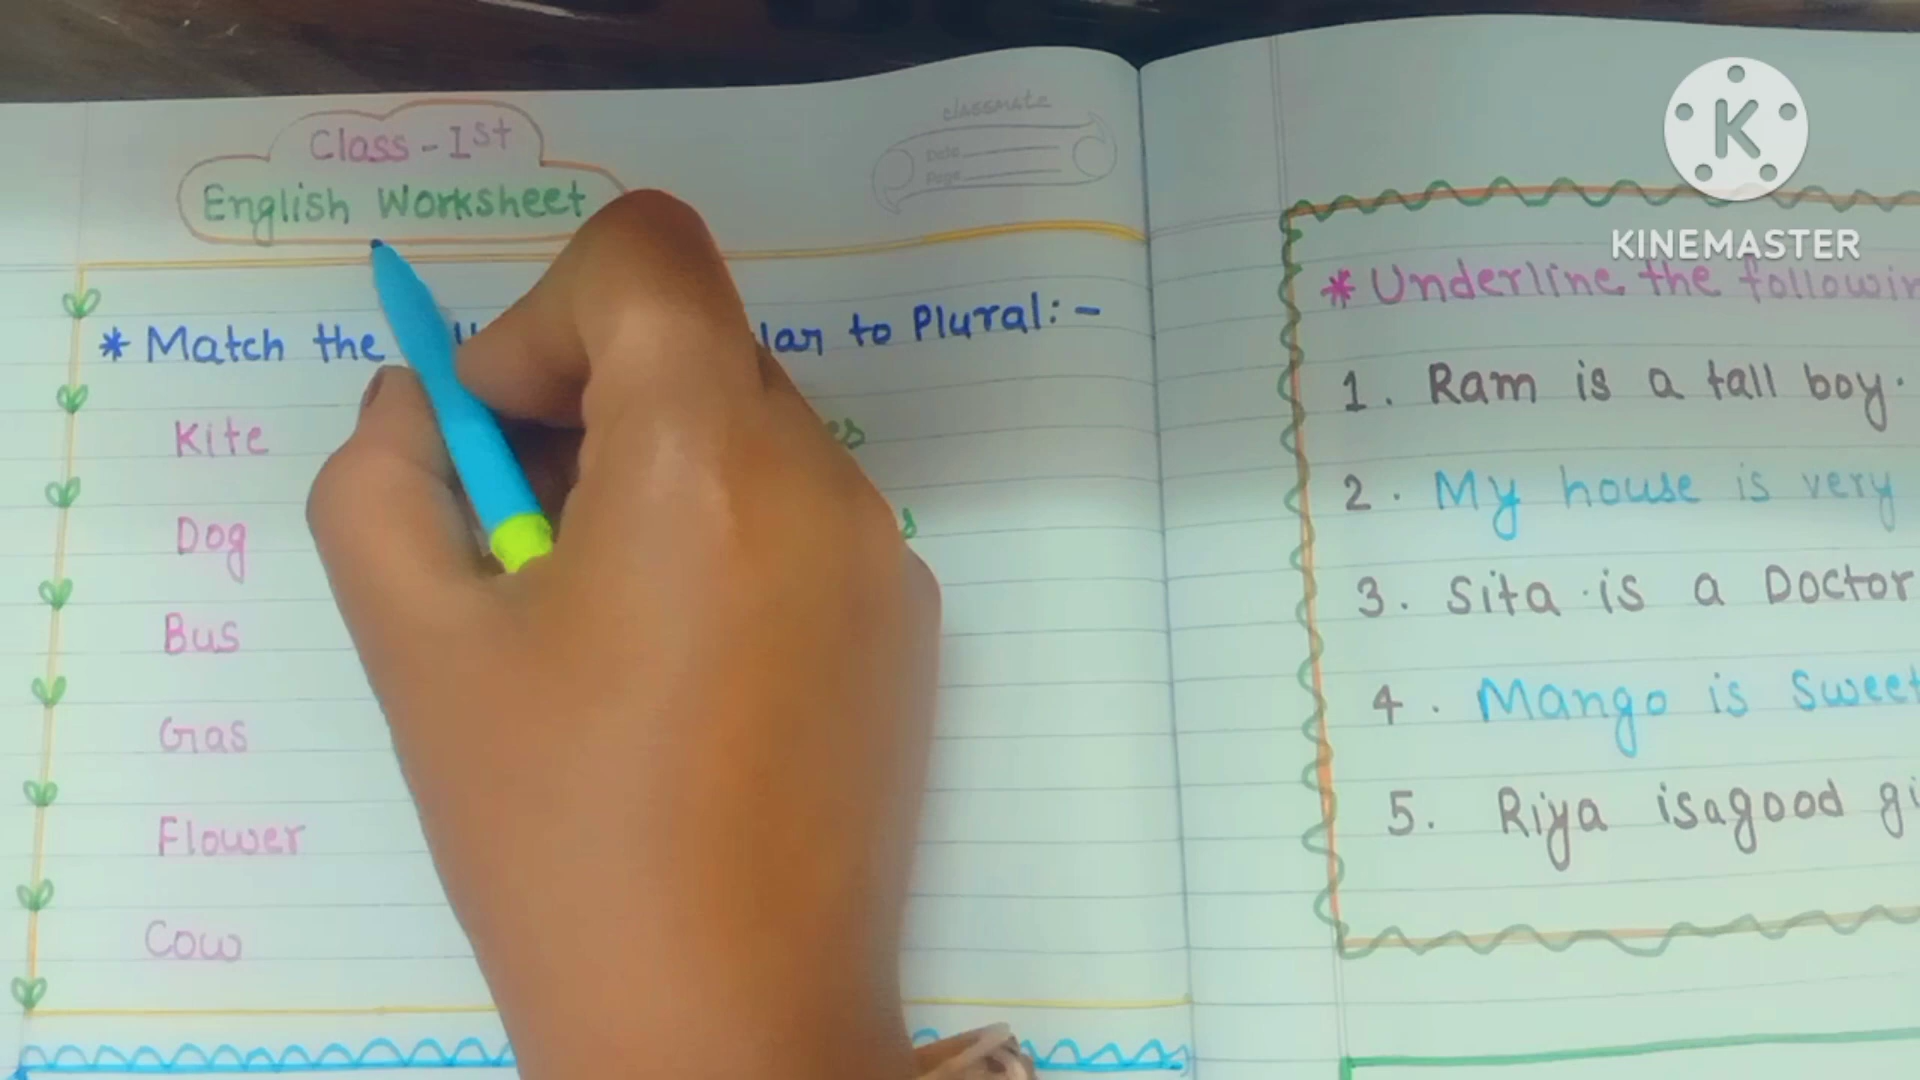 Class - 1st
English Worksheet
classmate
Date
Page
* Match the to Plural:-
Kite
Dog
Bus
Gas
Flower
Cow
K
KINEMASTER
* Underline the
1. Ram is a tall boy.
2. My house is very
3. Sita is a Doctor
4. Mango is Sweet
5. Riya isagood